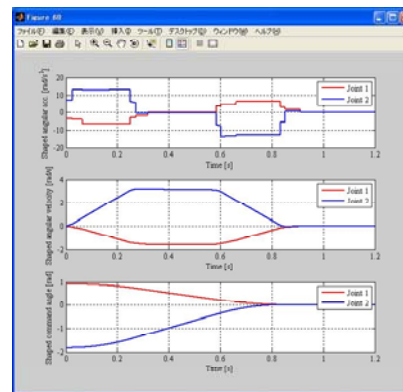 Figure 60
ファイル(F) 編集(E) 表示(V) 挿入(I) ツール(T) デスクトップ(D) ウィンドウ(W) ヘルプ(H)
Shaped angular acc. [rad/s²]
20
10
0
-10
-20
Joint 1
Joint 2
0 0.2 0.4 0.6 0.8 1 1.2
Time [s]
Shaped angular velocity [rad/s]
4
2
0
-2
Joint 1
Joint 2
0 0.2 0.4 0.6 0.8 1 1.2
Time [s]
Shaped command angle [rad]
1
0
-1
-2
Joint 1
Joint 2
0 0.2 0.4 0.6 0.8 1 1.2
Time [s]